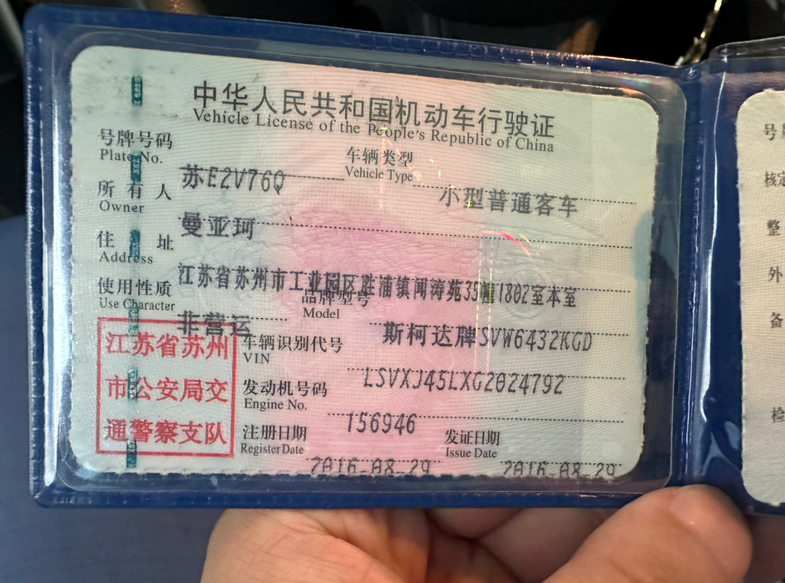 中华人民共和国机动车行驶证
Vehicle License of the People's Republic of China
号牌号码 苏E2V76Q 车辆类型 小型普通客车
Plate No. Vehicle Type
所有人 曼亚珂
Owner
住址 江苏省苏州市工业园区胜浦镇闻涛苑35幢1802室本室
Address
使用性质 非营运 品牌型号 斯柯达牌SVW6432KGD
Use Character Model
车辆识别代号 LSVXJ45LXG2024792
VIN
发动机号码 156946
Engine No.
注册日期 2016-08-29 发证日期 2016-08-29
Register Date Issue Date
江苏省苏州
市公安局交
通警察支队
号
核定
整
外
备
检